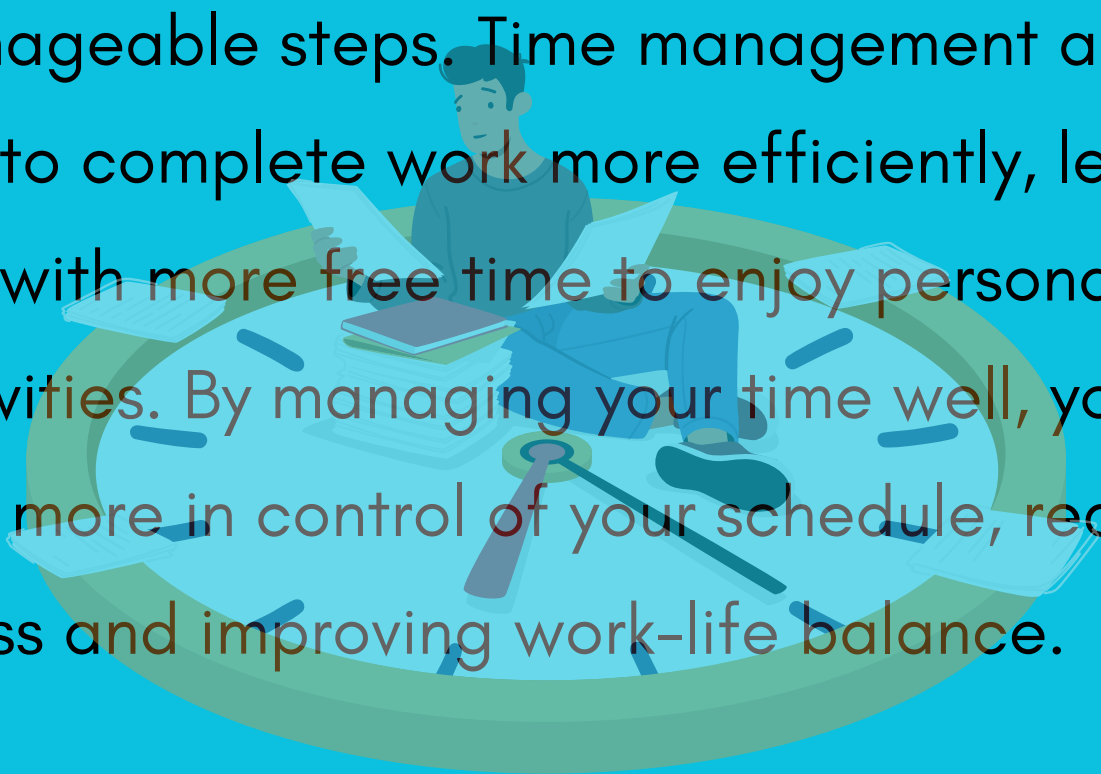 nageable steps. Time management a
to complete work more efficiently, le
with more free time to enjoy persona
vities. By managing your time well, yo
more in control of your schedule, red
ss and improving work-life balance.